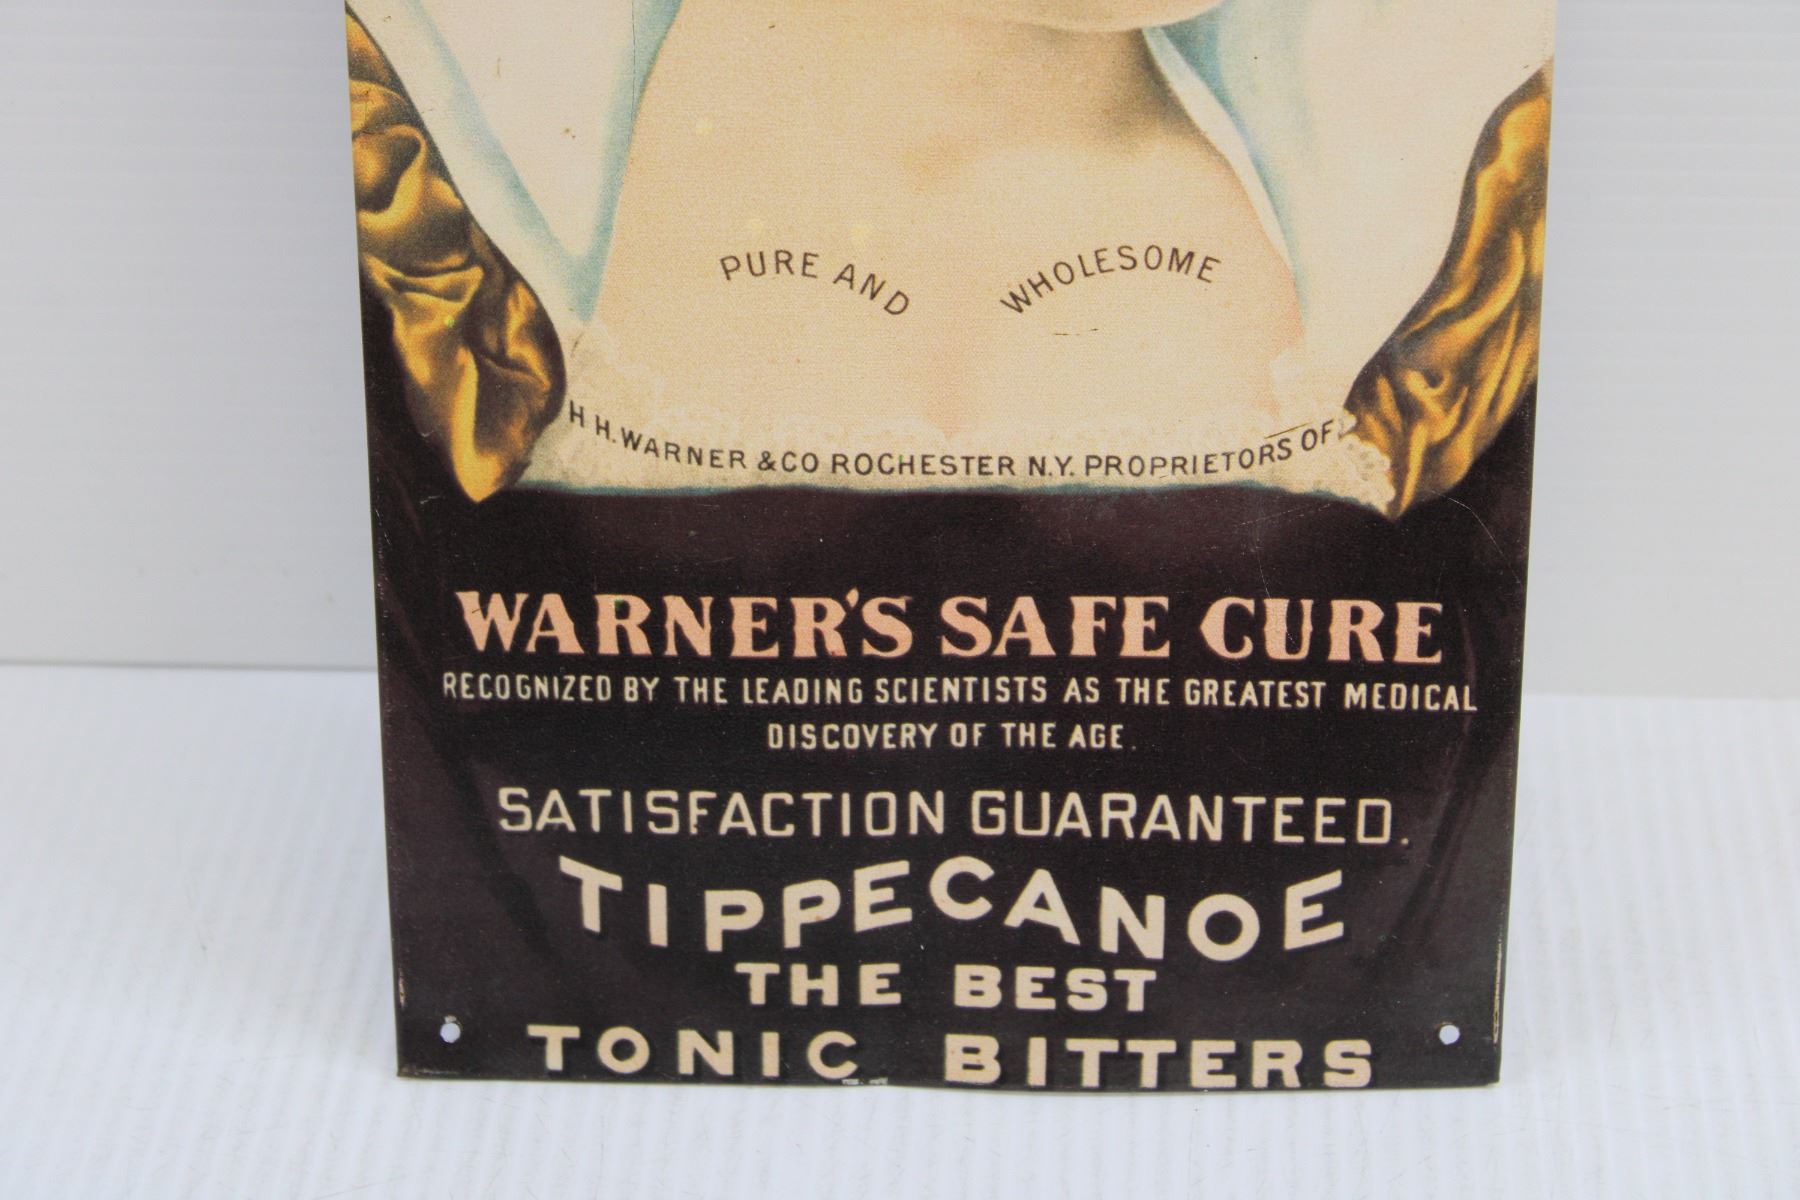 PURE AND WHOLESOME
H H. WARNER & CO ROCHESTER N.Y. PROPRIETORS OF
WARNER'S SAFE CURE
RECOGNIZED BY THE LEADING SCIENTISTS AS THE GREATEST MEDICAL
DISCOVERY OF THE AGE.
SATISFACTION GUARANTEED.
TIPPECANOE
THE BEST
TONIC BITTERS